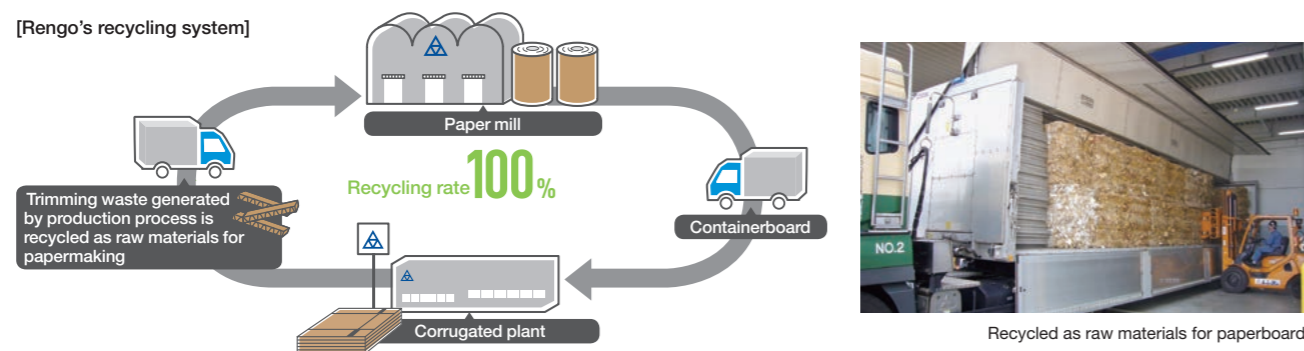 [Rengo's recycling system]
Paper mill
Recycling rate 100%
Trimming waste generated
by production process is
recycled as raw materials for
papermaking
Containerboard
Corrugated plant
NO.2
Recycled as raw materials for paperboard